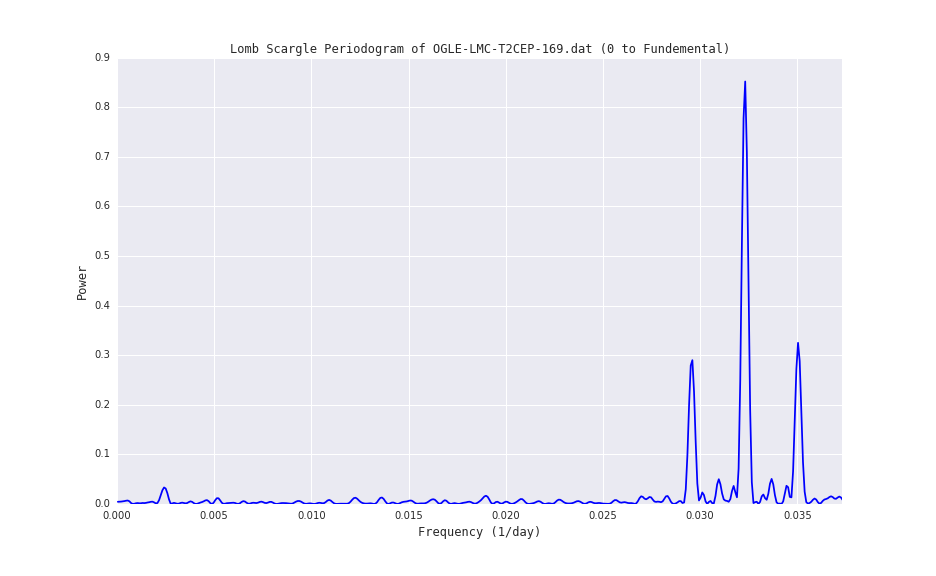 Lomb Scargle Periodogram of OGLE-LMC-T2CEP-169.dat (0 to Fundemental)
0.9
0.8
0.7
0.6
0.5
0.4
0.3
0.2
0.1
0.0
Power
0.000 0.005 0.010 0.015 0.020 0.025 0.030 0.035
Frequency (1/day)